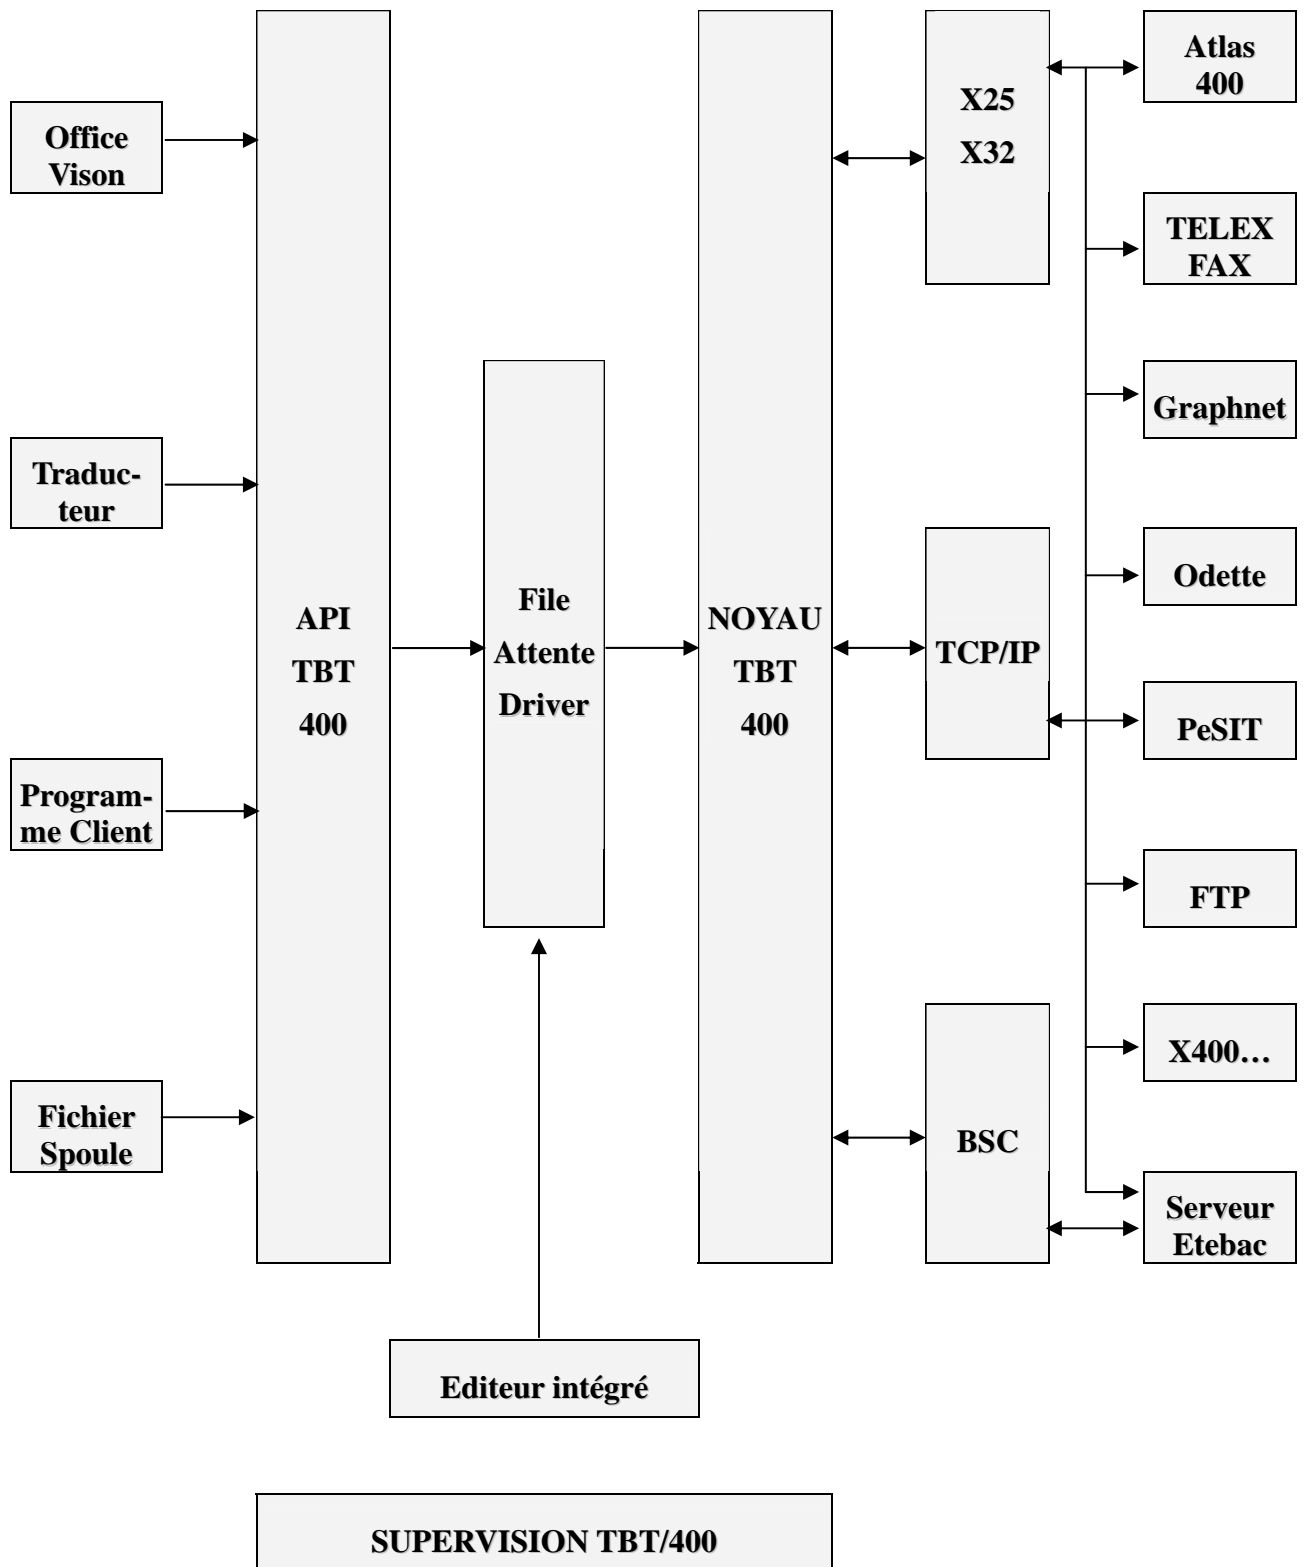 Office
Vison
Traduc-
teur
Program-
me Client
Fichier
Spoule
API
TBT
400
File
Attente
Driver
NOYAU
TBT
400
X25
X32
TCP/IP
BSC
Atlas
400
TELEX
FAX
Graphnet
Odette
PeSIT
FTP
X400…
Serveur
Etebac
Editeur intégré
SUPERVISION TBT/400